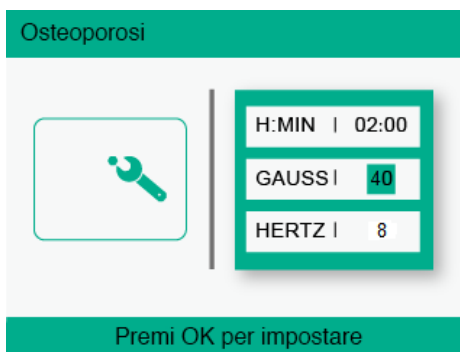 Osteoporosi
H:MIN | 02:00
GAUSS | 40
HERTZ | 8
Premi OK per impostare